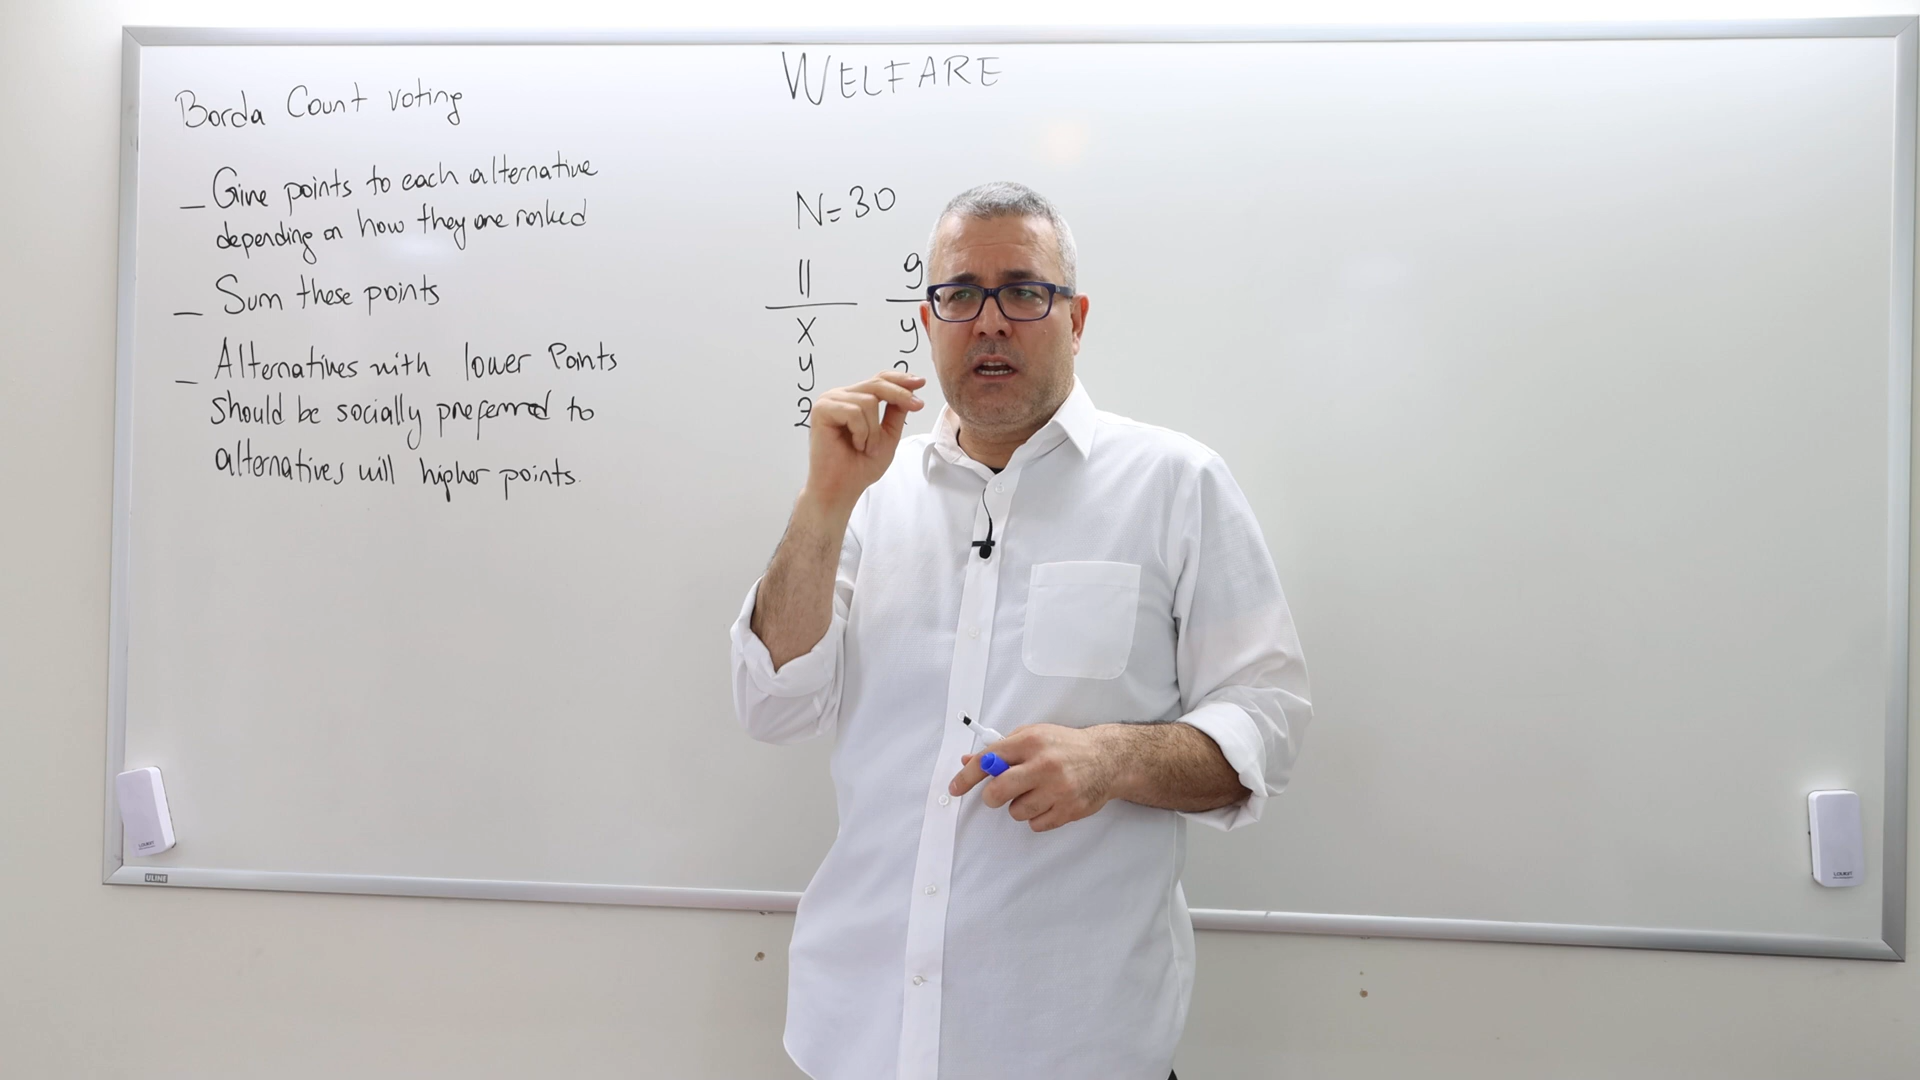 WELFARE
Borda Count voting
_ Give points to each alternative
depending on how they are ranked
_ Sum these points
_ Alternatives with lower Points
should be socially preferred to
alternatives will higher points.
N=30
11 9
x y
y
z
ULINE